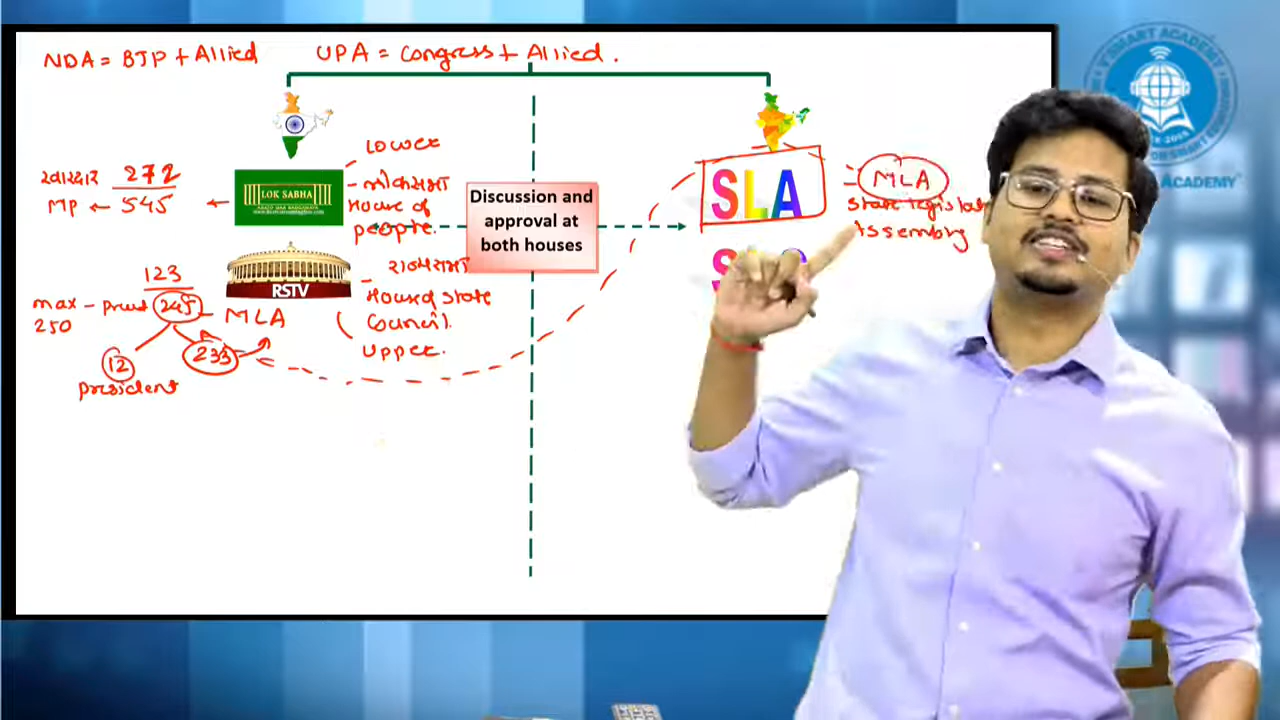 NDA = BJP + Allied
UPA = Congress + Allied.
Lower
लोकसभा
House of
people.
272
MP ← 545
LOK SABHA
Discussion and
approval at
both houses
SLA
MLA
Assembly
123
max - 
250
245 - MLA
RSTV
राज्यसभा
House of state
Council.
Upper.
12
233
president
SMART ACADEMY
ACADEMY